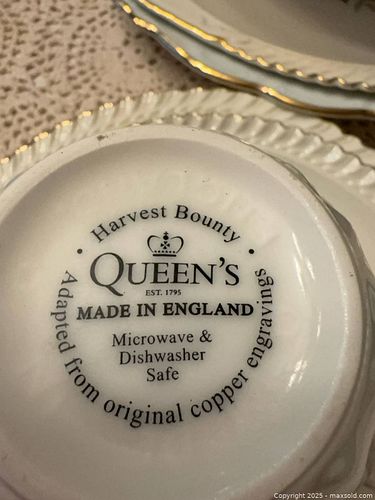 Harvest Bounty
QUEEN'S
EST. 1795
MADE IN ENGLAND
Microwave &
Dishwasher
Safe
Adapted from original copper engravings
Copyright 2025 - maxsold.com